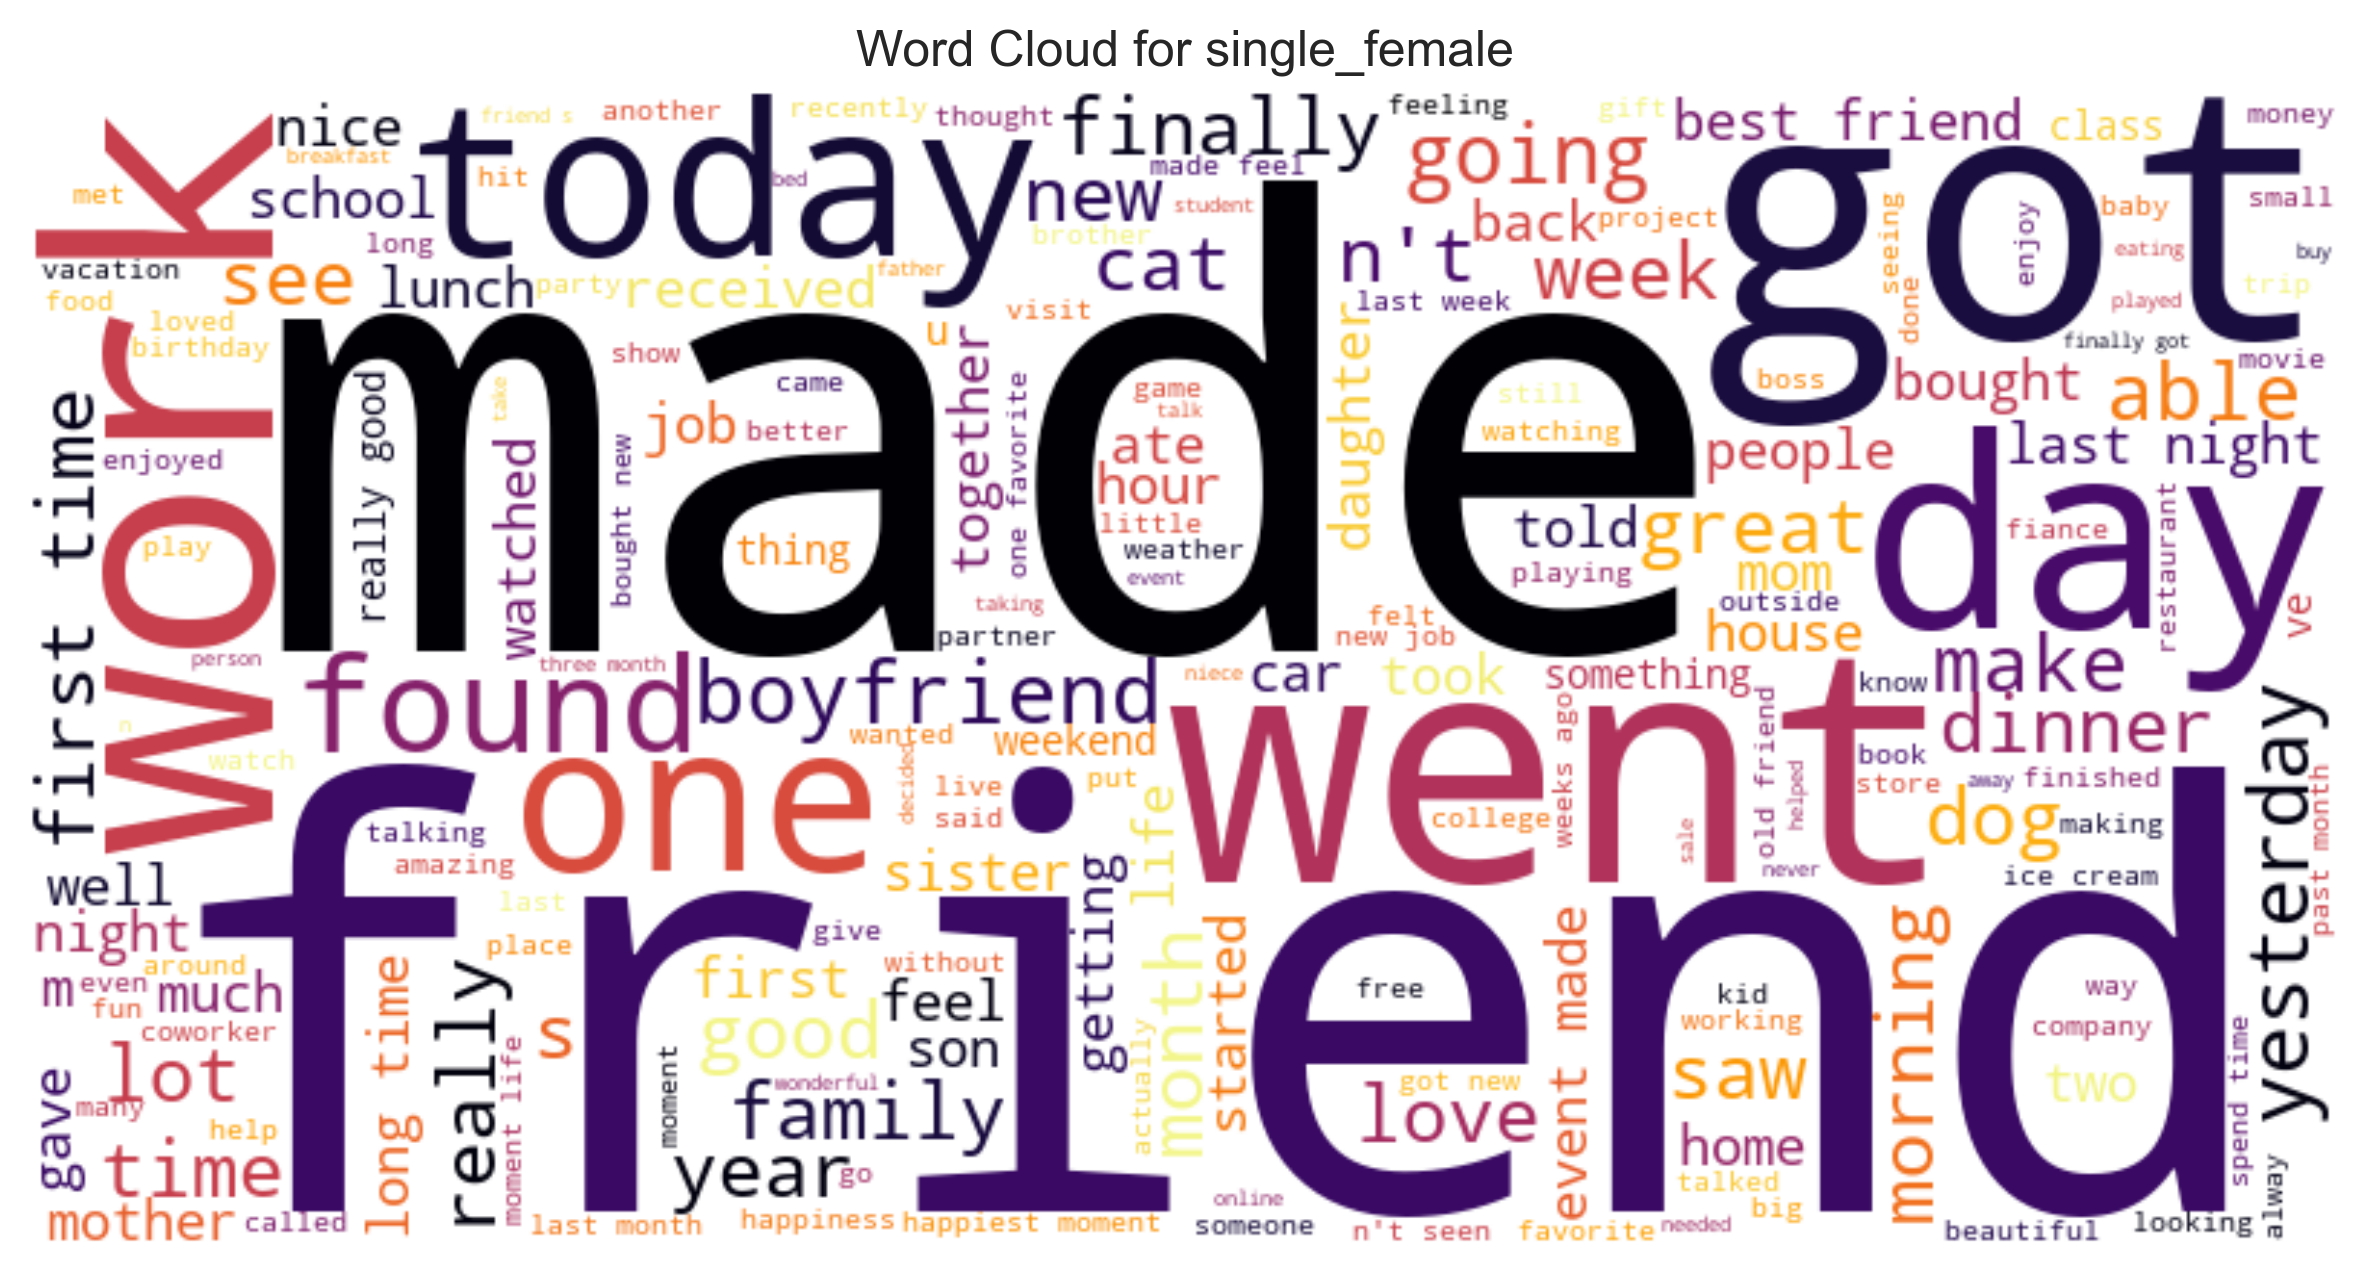 Word Cloud for single_female
nice
friend s
another
recently
thought
finally
feeling
gift
best friend
class
money
work
today
got
breakfast
hit
bed
made feel
going
met
school
new
student
back
project
enjoy
baby
small
long
brother
n't
seeing
eating
buy
vacation
see
lunch
party
received
father
cat
week
trip
food
last week
done
played
loved
birthday
u
visit
daughter
finally got
show
together
movie
made
really good
take
came
game
talk
still
boss
bought
able
first time
job
better
one favorite
watching
enjoyed
watched
bought new
ate
hour
people
last night
day
play
thing
little
weather
event
told
great
fiance
restaurant
playing
mom
taking
outside
ve
partner
felt
new job
house
person
three month
found
boyfriend
niece
car
took
something
know
make
went
n
watch
wanted
weekend
decided
weeks ago
old friend
dinner
yesterday
book
live
put
said
college
helped
store
away
finished
past month
friend
talking
one
amazing
sister
month life
sale
never
dog
making
ice cream
well
last
getting
night
place
give
started
event made
morning
around
without
m
even
much
fun
long time
really
first
feel
free
kid
way
coworker
s
good
son
working
company
lot
moment
actually
saw
two
spend time
gave
many
moment life
wonderful
family
got new
love
help
home
time
year
go
talked
alway
mother
called
last month
happiness
happiest moment
online
someone
n't seen
favorite
needed
big
beautiful
looking